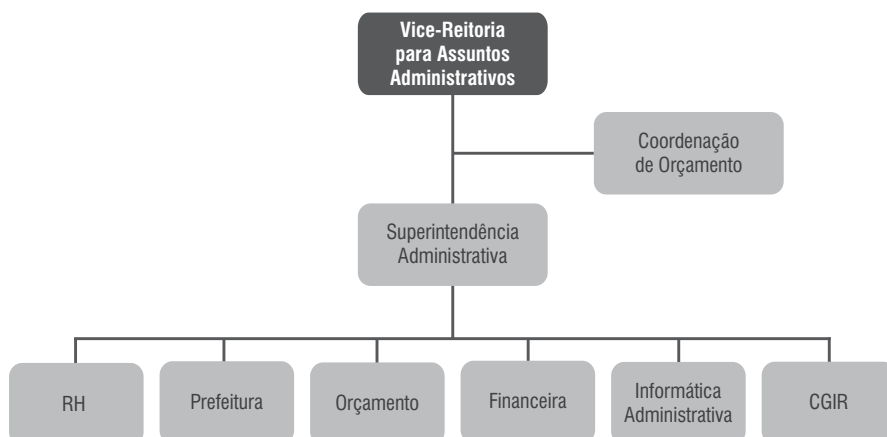 Vice-Reitoria
para Assuntos
Administrativos
Coordenação
de Orçamento
Superintendência
Administrativa
RH
Prefeitura
Orçamento
Financeira
Informática
Administrativa
CGIR